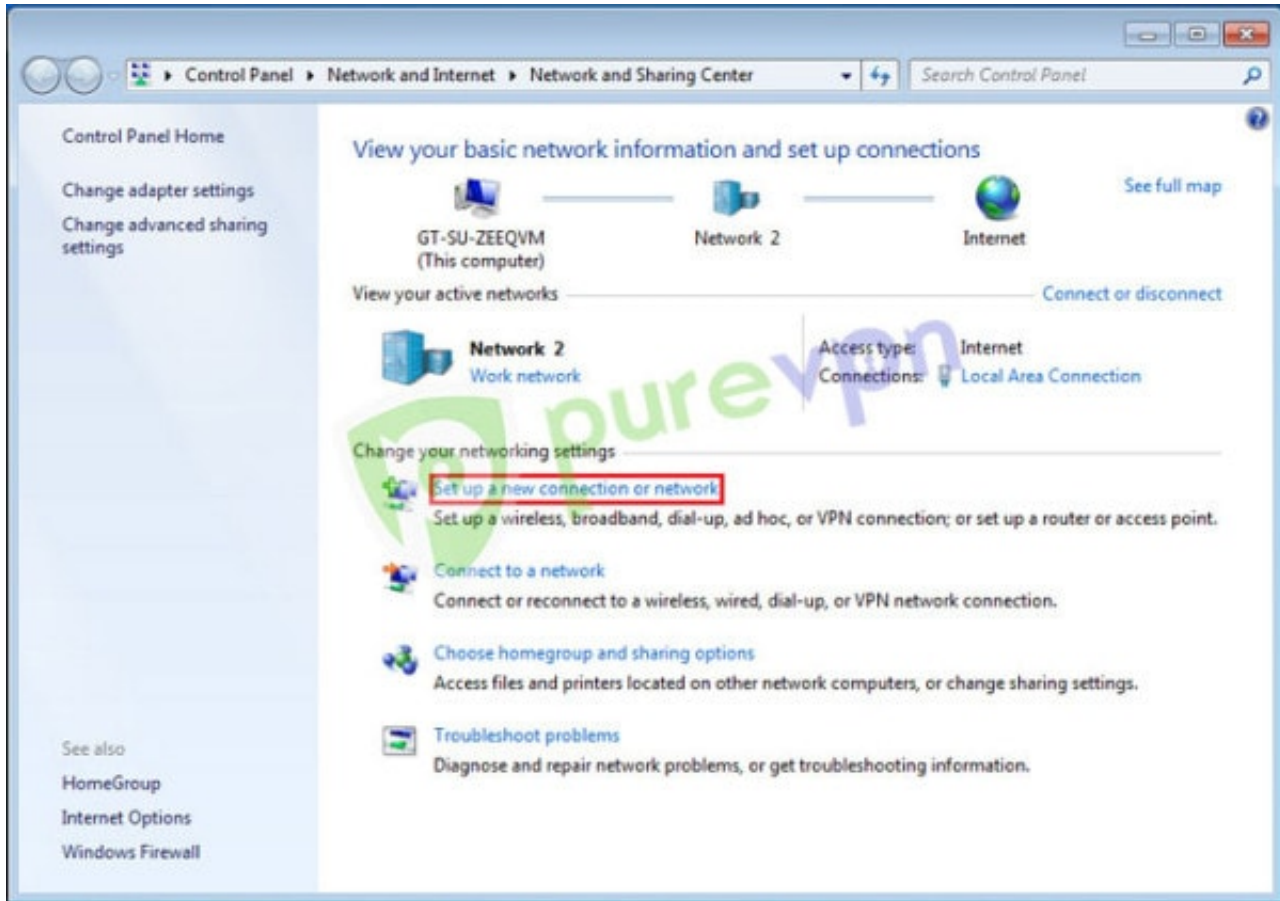 Control Panel ▸ Network and Internet ▸ Network and Sharing Center
Search Control Panel
Control Panel Home
Change adapter settings
Change advanced sharing
settings
See also
HomeGroup
Internet Options
Windows Firewall
View your basic network information and set up connections
See full map
GT-SU-ZEEQVM
(This computer)
Network 2
Internet
View your active networks
Connect or disconnect
Network 2
Work network
Access type: Internet
Connections: Local Area Connection
purevpn
Change your networking settings
Set up a new connection or network
Set up a wireless, broadband, dial-up, ad hoc, or VPN connection; or set up a router or access point.
Connect to a network
Connect or reconnect to a wireless, wired, dial-up, or VPN network connection.
Choose homegroup and sharing options
Access files and printers located on other network computers, or change sharing settings.
Troubleshoot problems
Diagnose and repair network problems, or get troubleshooting information.